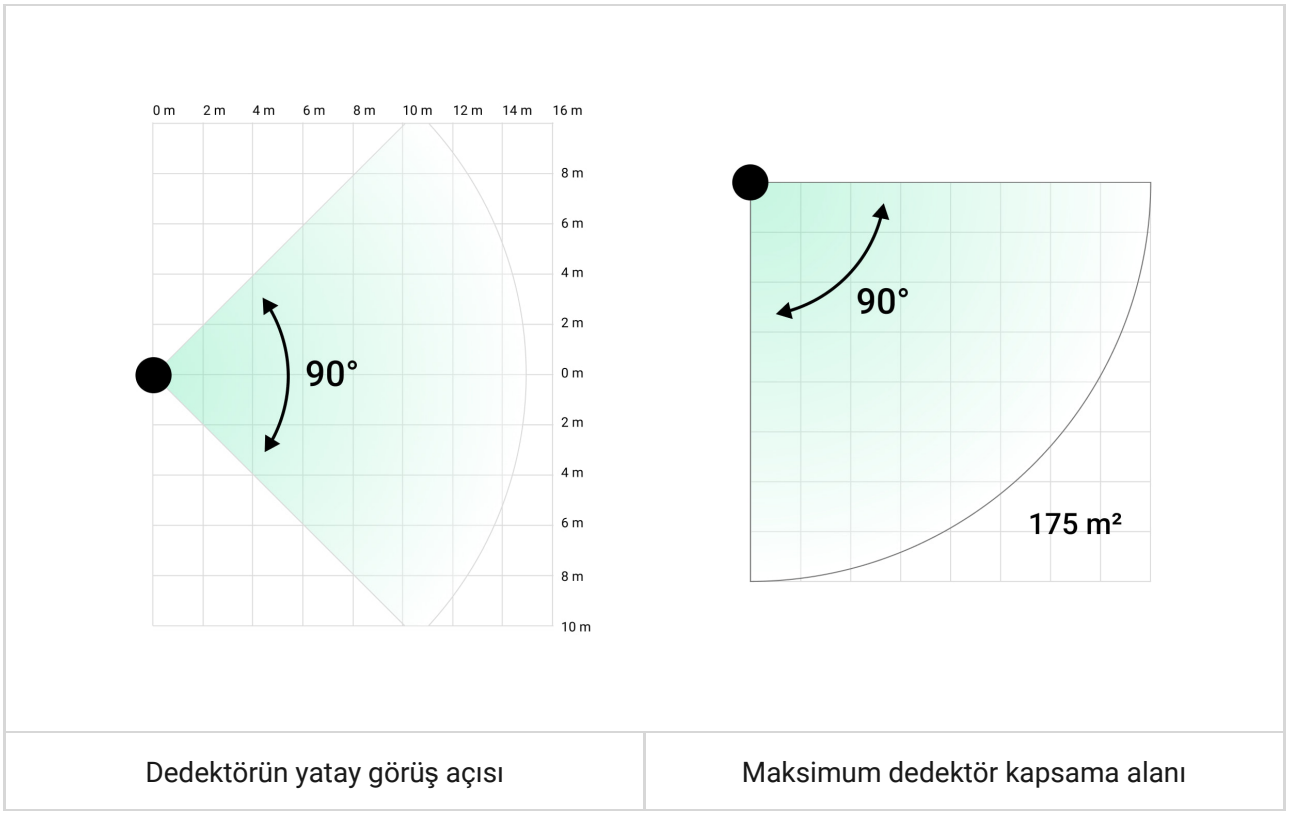 0 m 2 m 4 m 6 m 8 m 10 m 12 m 14 m 16 m
8 m
6 m
4 m
2 m
0 m
2 m
4 m
6 m
8 m
10 m
90°
90°
175 m²
Dedektörün yatay görüş açısı
Maksimum dedektör kapsama alanı